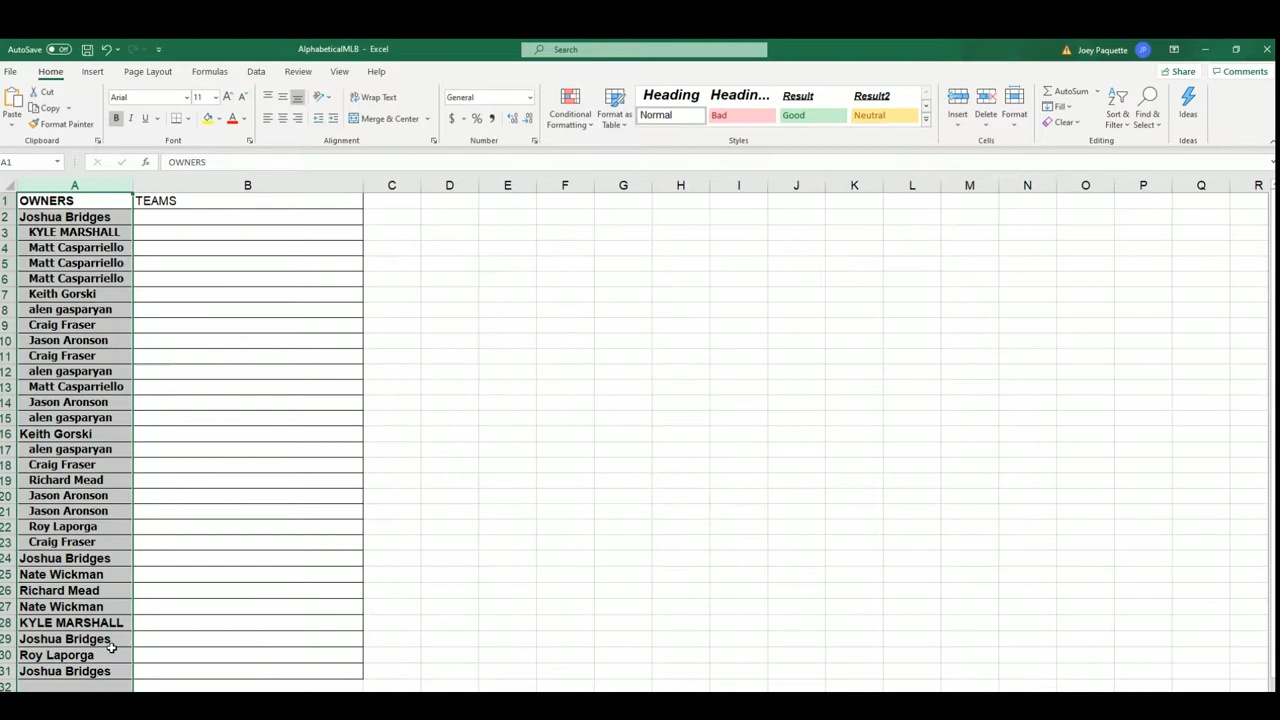 AutoSave Off AlphabeticalMLB - Excel Search Joey Paquette JP
File Home Insert Page Layout Formulas Data Review View Help Share Comments
Paste Cut Copy Format Painter
Arial 11
Wrap Text
Merge & Center
General
Conditional Formatting
Format as Table
Heading Headin... Result Result2
Normal Bad Good Neutral
Insert Delete Format
AutoSum Fill Clear
Sort & Filter Find & Select
Ideas
Clipboard Font Alignment Number Styles Cells Editing Ideas
A1 fx OWNERS
A B C D E F G H I J K L M N O P Q R
1 OWNERS TEAMS
2 Joshua Bridges
3 KYLE MARSHALL
4 Matt Casparriello
5 Matt Casparriello
6 Matt Casparriello
7 Keith Gorski
8 alen gasparyan
9 Craig Fraser
10 Jason Aronson
11 Craig Fraser
12 alen gasparyan
13 Matt Casparriello
14 Jason Aronson
15 alen gasparyan
16 Keith Gorski
17 alen gasparyan
18 Craig Fraser
19 Richard Mead
20 Jason Aronson
21 Jason Aronson
22 Roy Laporga
23 Craig Fraser
24 Joshua Bridges
25 Nate Wickman
26 Richard Mead
27 Nate Wickman
28 KYLE MARSHALL
29 Joshua Bridges
30 Roy Laporga
31 Joshua Bridges
32